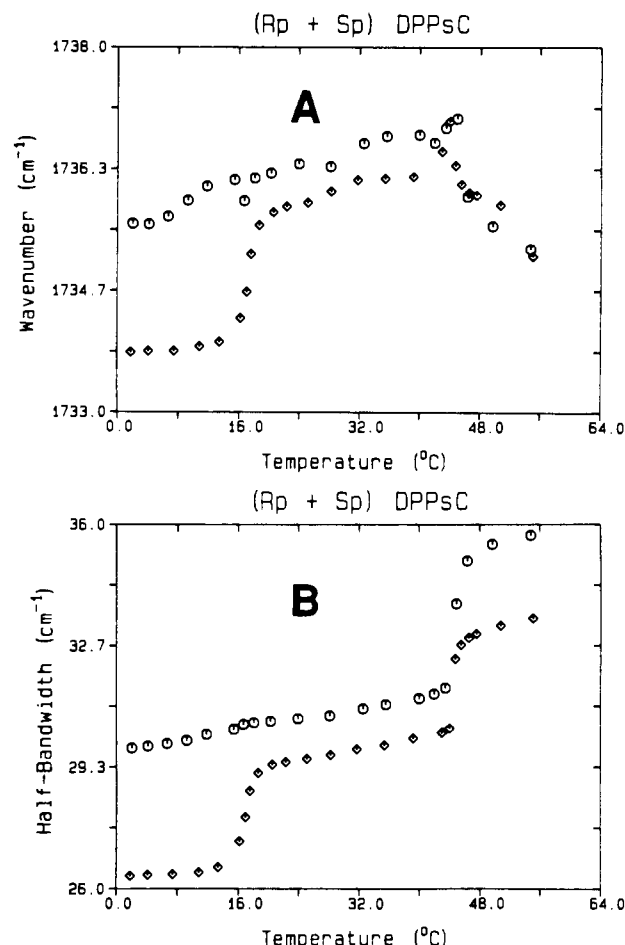 (Rp + Sp) DPPsC
A
1738.0
1736.3
1734.7
1733.0
Wavenumber (cm⁻¹)
0.0 16.0 32.0 48.0 64.0
Temperature (⁰C)
(Rp + Sp) DPPsC
B
36.0
32.7
29.3
26.0
Half-Bandwidth (cm⁻¹)
0.0 16.0 32.0 48.0 64.0
Temperature (⁰C)